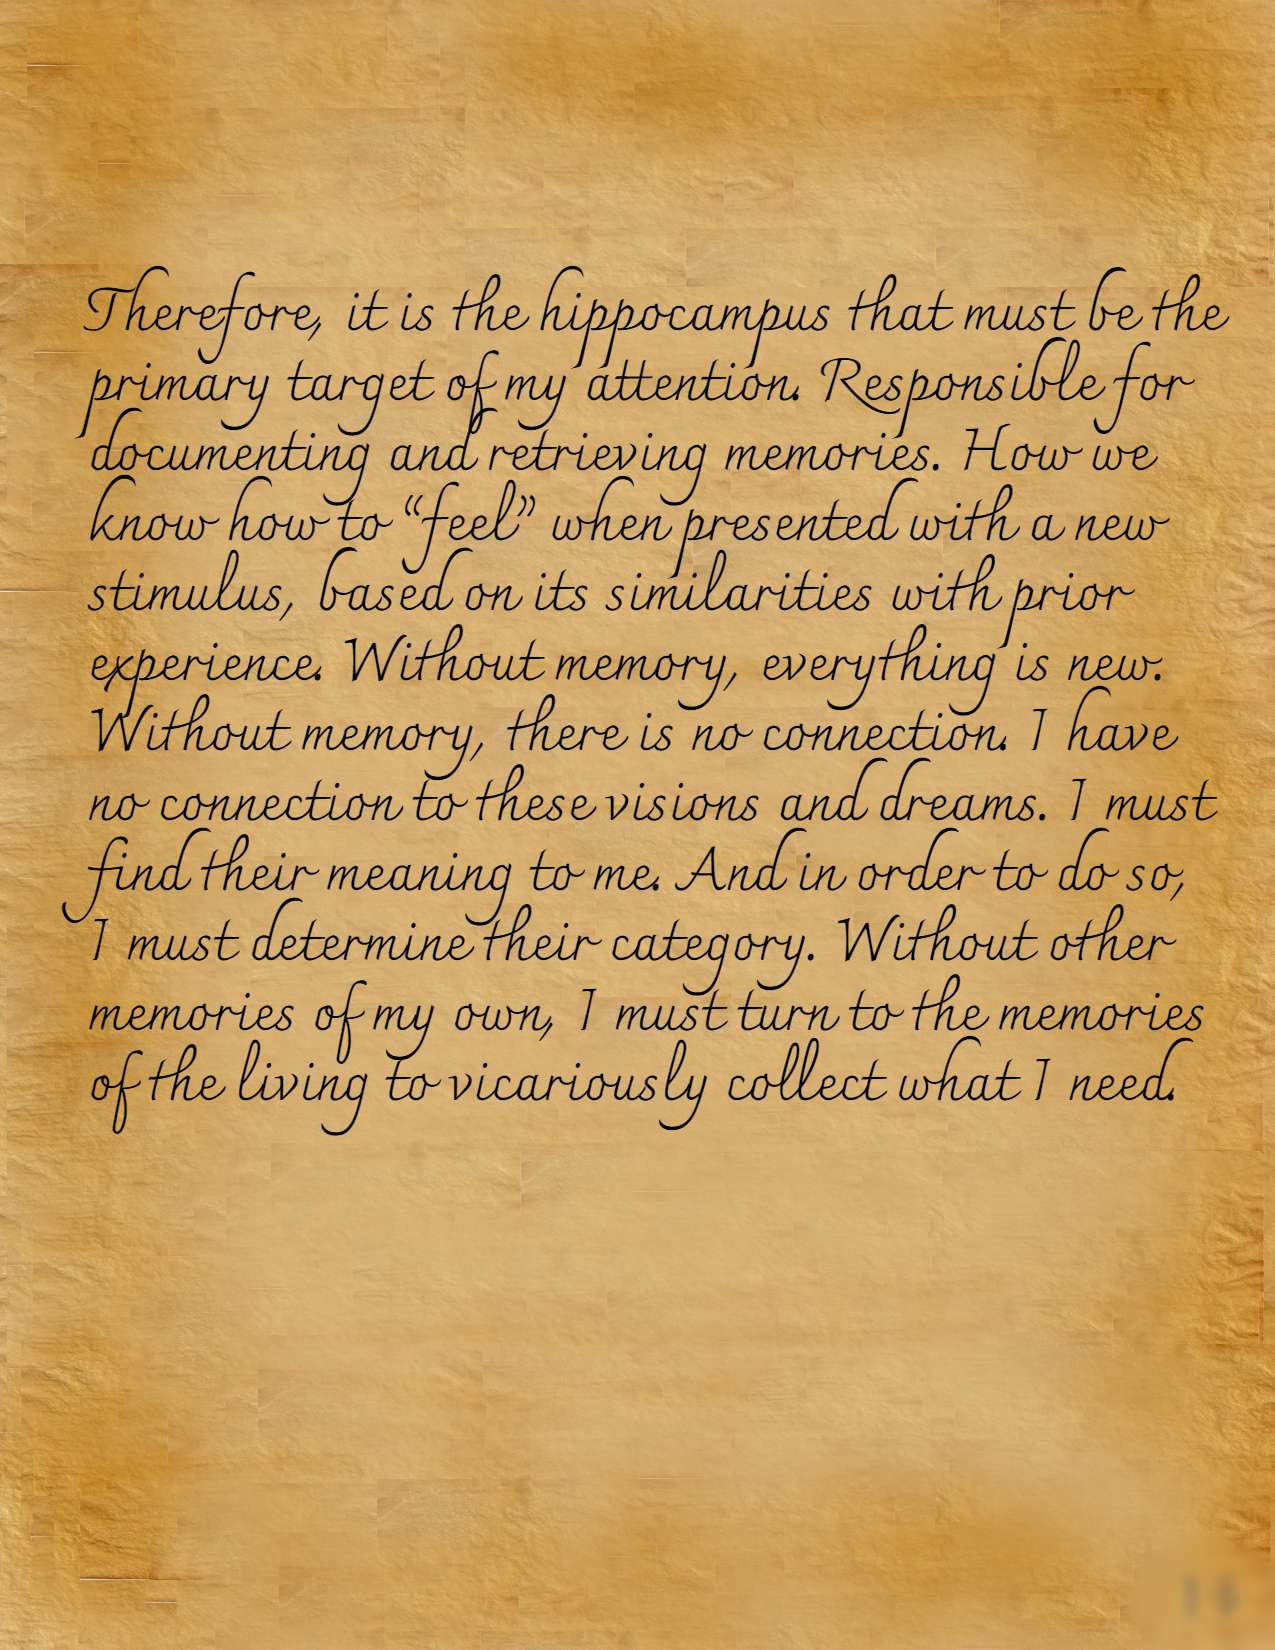 Therefore, it is the hippocampus that must be the
primary target of my attention. Responsible for
documenting and retrieving memories. How we
know how to “feel” when presented with a new
stimulus, based on its similarities with prior
experience. Without memory, everything is new.
Without memory, there is no connection. I have
no connection to these visions and dreams. I must
find their meaning to me. And in order to do so,
I must determine their category. Without other
memories of my own, I must turn to the memories
of the living to vicariously collect what I need.